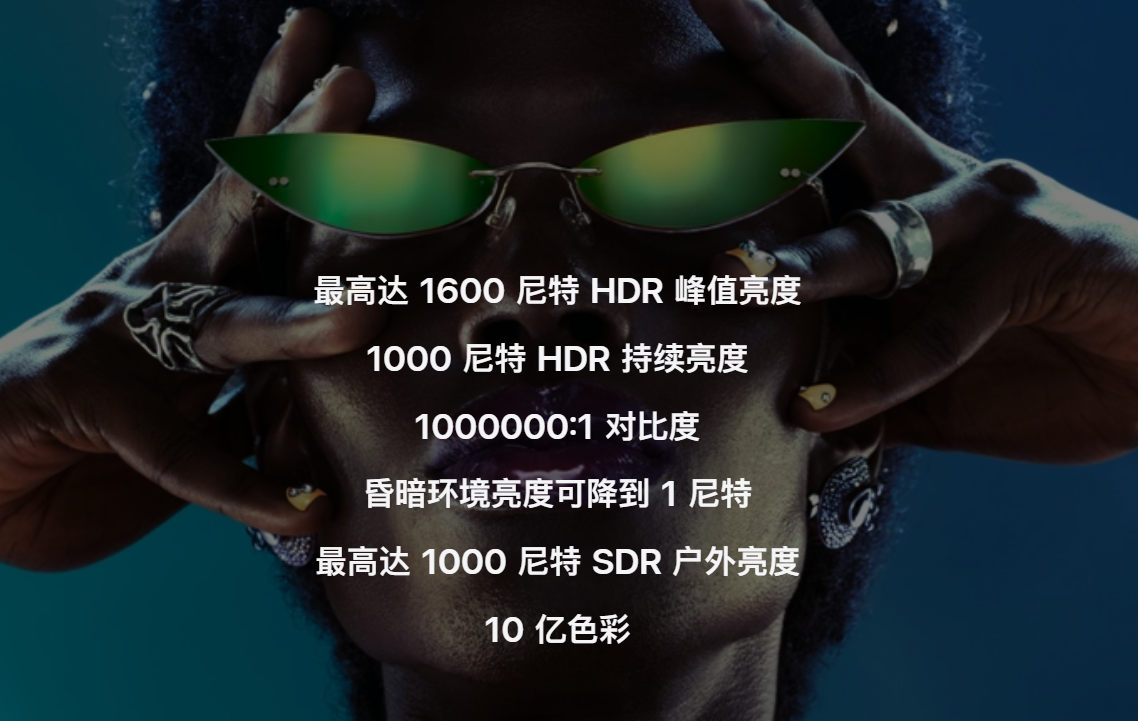 最高达 1600 尼特 HDR 峰值亮度
1000 尼特 HDR 持续亮度
1000000:1 对比度
昏暗环境亮度可降到 1 尼特
最高达 1000 尼特 SDR 户外亮度
10 亿色彩